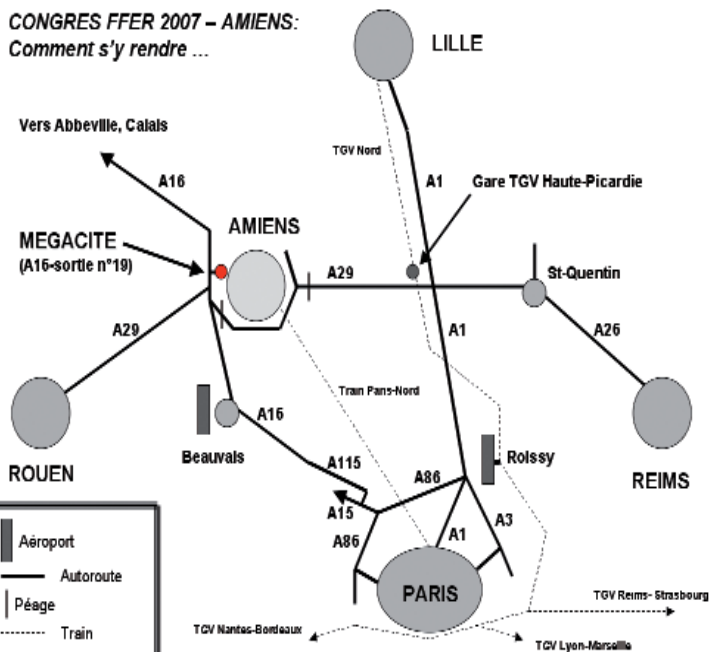 CONGRES FFER 2007 – AMIENS:
Comment s'y rendre ...
LILLE
Vers Abbeville, Calais
TGV Nord
A16
A1
Gare TGV Haute-Picardie
AMIENS
MEGACITE
(A16-sortie n°19)
A29
St-Quentin
A29
A1
A26
Train Paris-Nord
A16
Beauvais
A115
Roissy
ROUEN
A86
REIMS
A15
A3
A86
A1
Aéroport
Autoroute
PARIS
Péage
TGV Reims- Strasbourg
Train
TGV Nantes-Bordeaux
TGV Lyon-Marseille